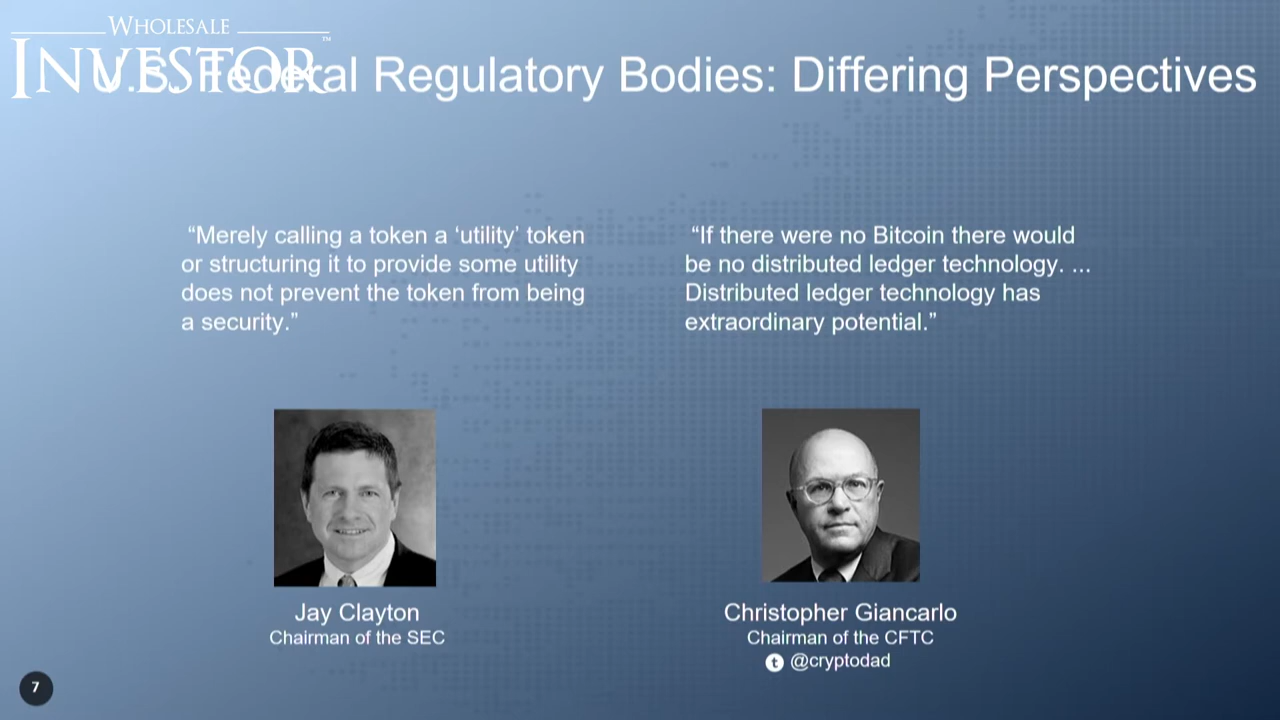 WHOLESALE
INVESTOR™
U.S. Federal Regulatory Bodies: Differing Perspectives
“Merely calling a token a ‘utility’ token
or structuring it to provide some utility
does not prevent the token from being
a security.”
“If there were no Bitcoin there would
be no distributed ledger technology. ...
Distributed ledger technology has
extraordinary potential.”
Jay Clayton
Chairman of the SEC
Christopher Giancarlo
Chairman of the CFTC
t @cryptodad
7